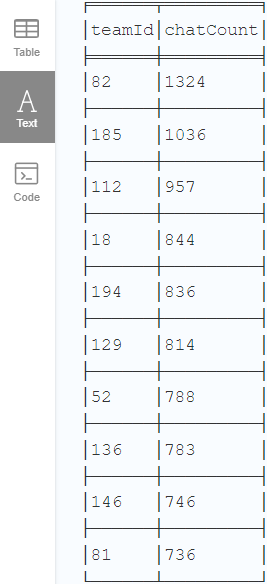 Table
Text
Code
teamId chatCount
82 1324
185 1036
112 957
18 844
194 836
129 814
52 788
136 783
146 746
81 736